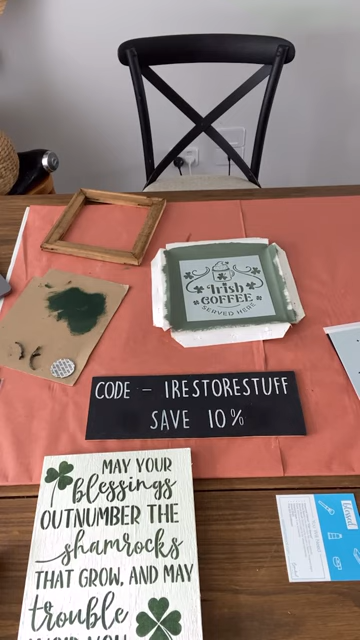 Irish
COFFEE
SERVED HERE
CODE - IRESTORESTUFF
SAVE 10%
MAY YOUR
blessings
OUTNUMBER THE
shamrocks
THAT GROW, AND MAY
trouble